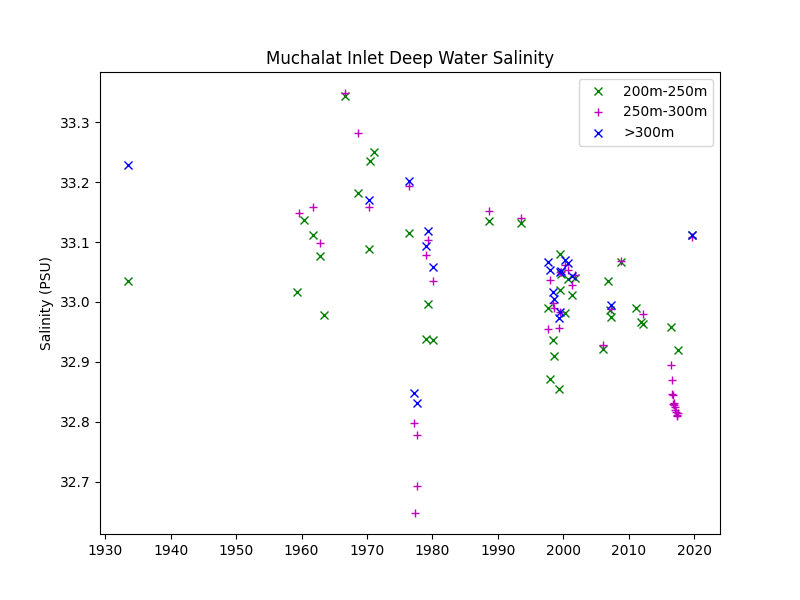 Muchalat Inlet Deep Water Salinity
200m-250m
250m-300m
>300m
Salinity (PSU)
33.3
33.2
33.1
33.0
32.9
32.8
32.7
1930 1940 1950 1960 1970 1980 1990 2000 2010 2020